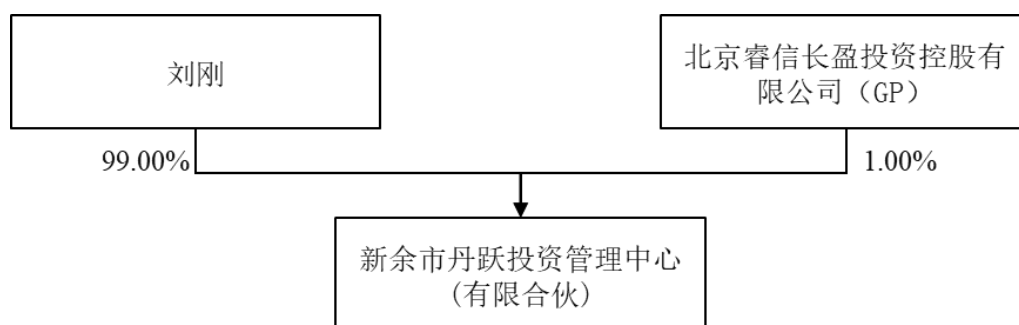 刘刚
北京睿信长盈投资控股有
限公司（GP）
99.00%
1.00%
新余市丹跃投资管理中心
(有限合伙)